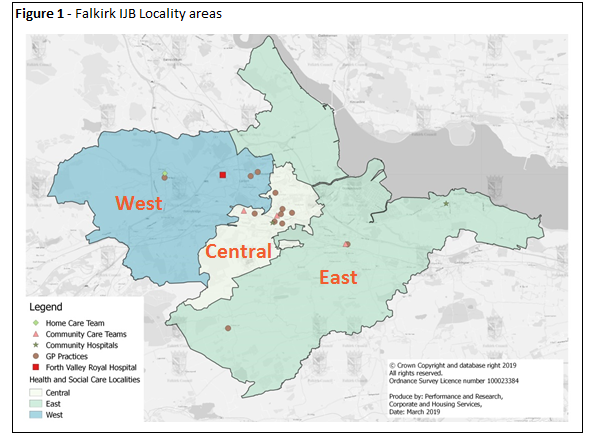 Figure 1 - Falkirk IJB Locality areas
West
Central
East
Legend
Home Care Team
Community Care Teams
Community Hospitals
GP Practices
Forth Valley Royal Hospital
Health and Social Care Localities
Central
East
West
© Crown Copyright and database right 2019
All rights reserved.
Ordnance Survey Licence number 100023384
Produce by: Performance and Research,
Corporate and Housing Services,
Date: March 2019